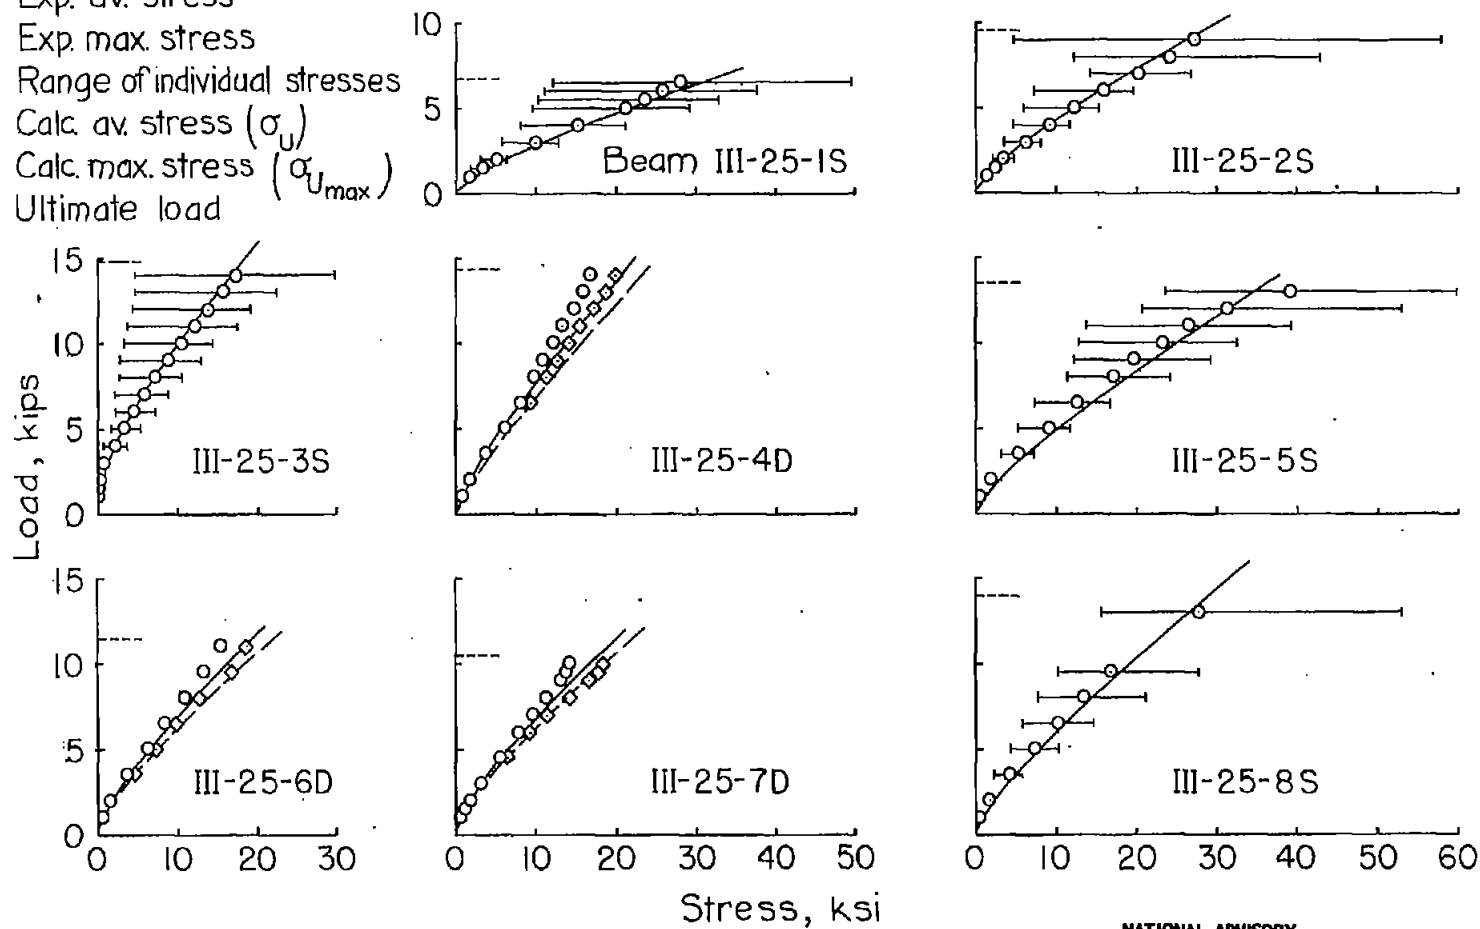 Exp. av. stress
Exp. max. stress
Range of individual stresses
Calc. av. stress (σU)
Calc. max. stress (σUmax)
Ultimate load
10
5
0
Beam III-25-1S
III-25-2S
Load, kips
15
10
5
0
III-25-3S
III-25-4D
III-25-5S
15
10
5
0
III-25-6D
III-25-7D
III-25-8S
0 10 20 30
0 10 20 30 40 50
0 10 20 30 40 50 60
Stress, ksi
NATIONAL ADVISORY